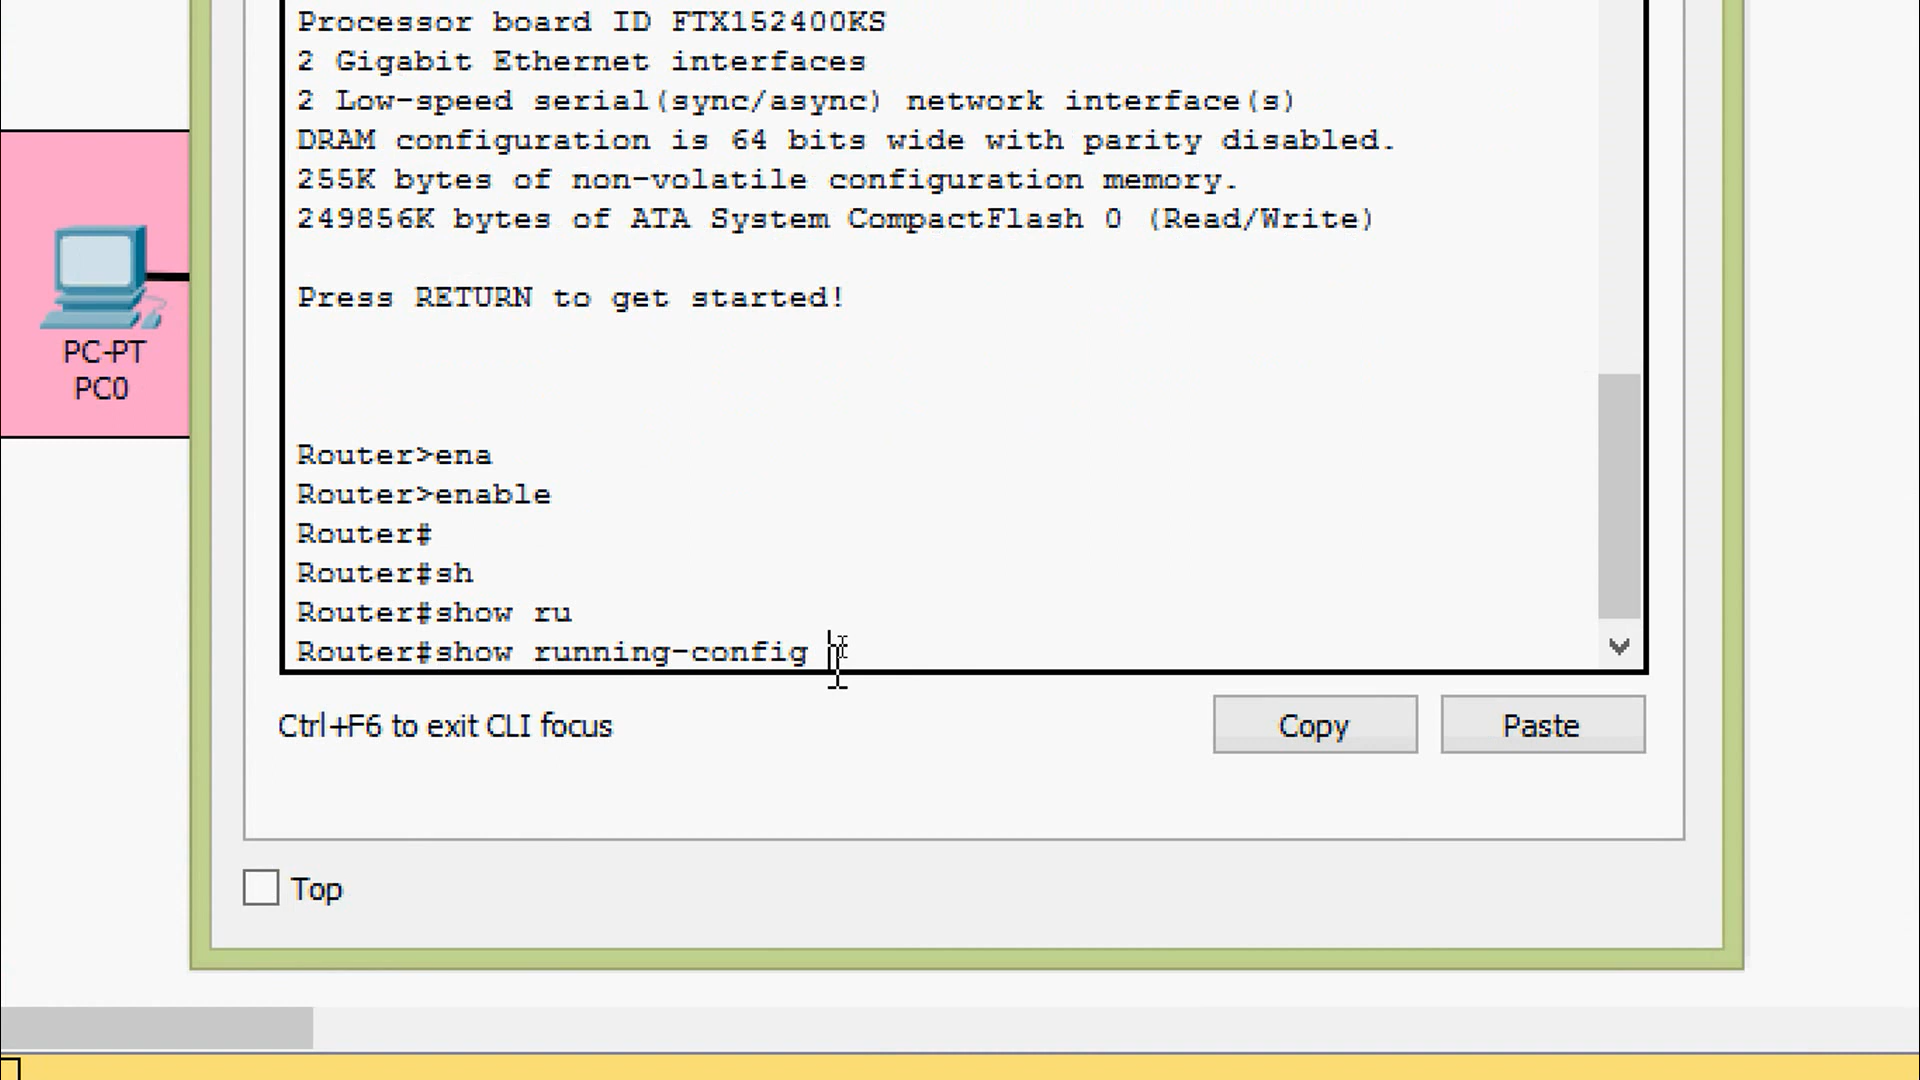 Processor board ID FTX152400KS
2 Gigabit Ethernet interfaces
2 Low-speed serial(sync/async) network interface(s)
DRAM configuration is 64 bits wide with parity disabled.
255K bytes of non-volatile configuration memory.
249856K bytes of ATA System CompactFlash 0 (Read/Write)
Press RETURN to get started!
PC-PT
PC0
Router>ena
Router>enable
Router#
Router#sh
Router#show ru
Router#show running-config
Ctrl+F6 to exit CLI focus
Copy
Paste
Top